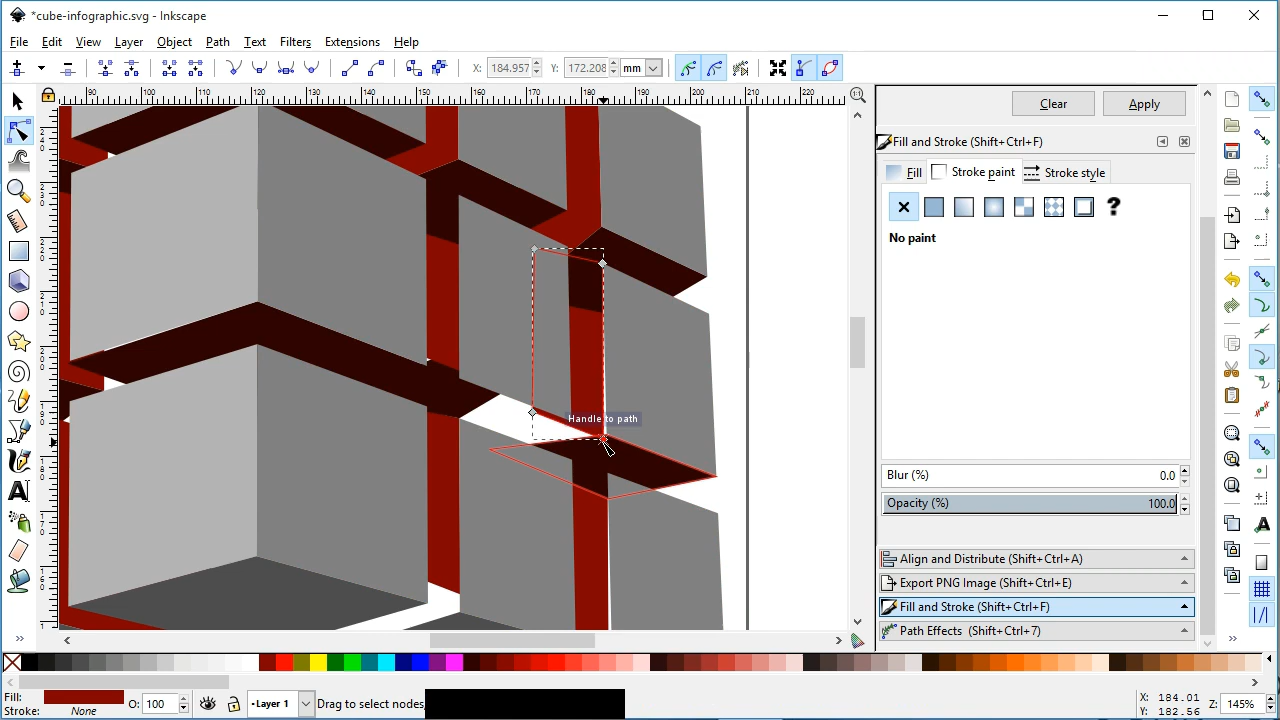 *cube-infographic.svg - Inkscape
File Edit View Layer Object Path Text Filters Extensions Help
X: 184.957 Y: 172.208 mm
90 100 110 120 130 140 150 160 170 180 190 200 210 220
1:1
Clear Apply
Fill and Stroke (Shift+Ctrl+F)
Fill Stroke paint Stroke style
?
No paint
Handle to path
Blur (%) 0.0
Opacity (%) 100.0
Align and Distribute (Shift+Ctrl+A)
Export PNG Image (Shift+Ctrl+E)
Fill and Stroke (Shift+Ctrl+F)
Path Effects (Shift+Ctrl+7)
Fill:
Stroke: None
O: 100
Layer 1
Drag to select nodes,
X: 184.01
Y: 182.56
Z: 145%